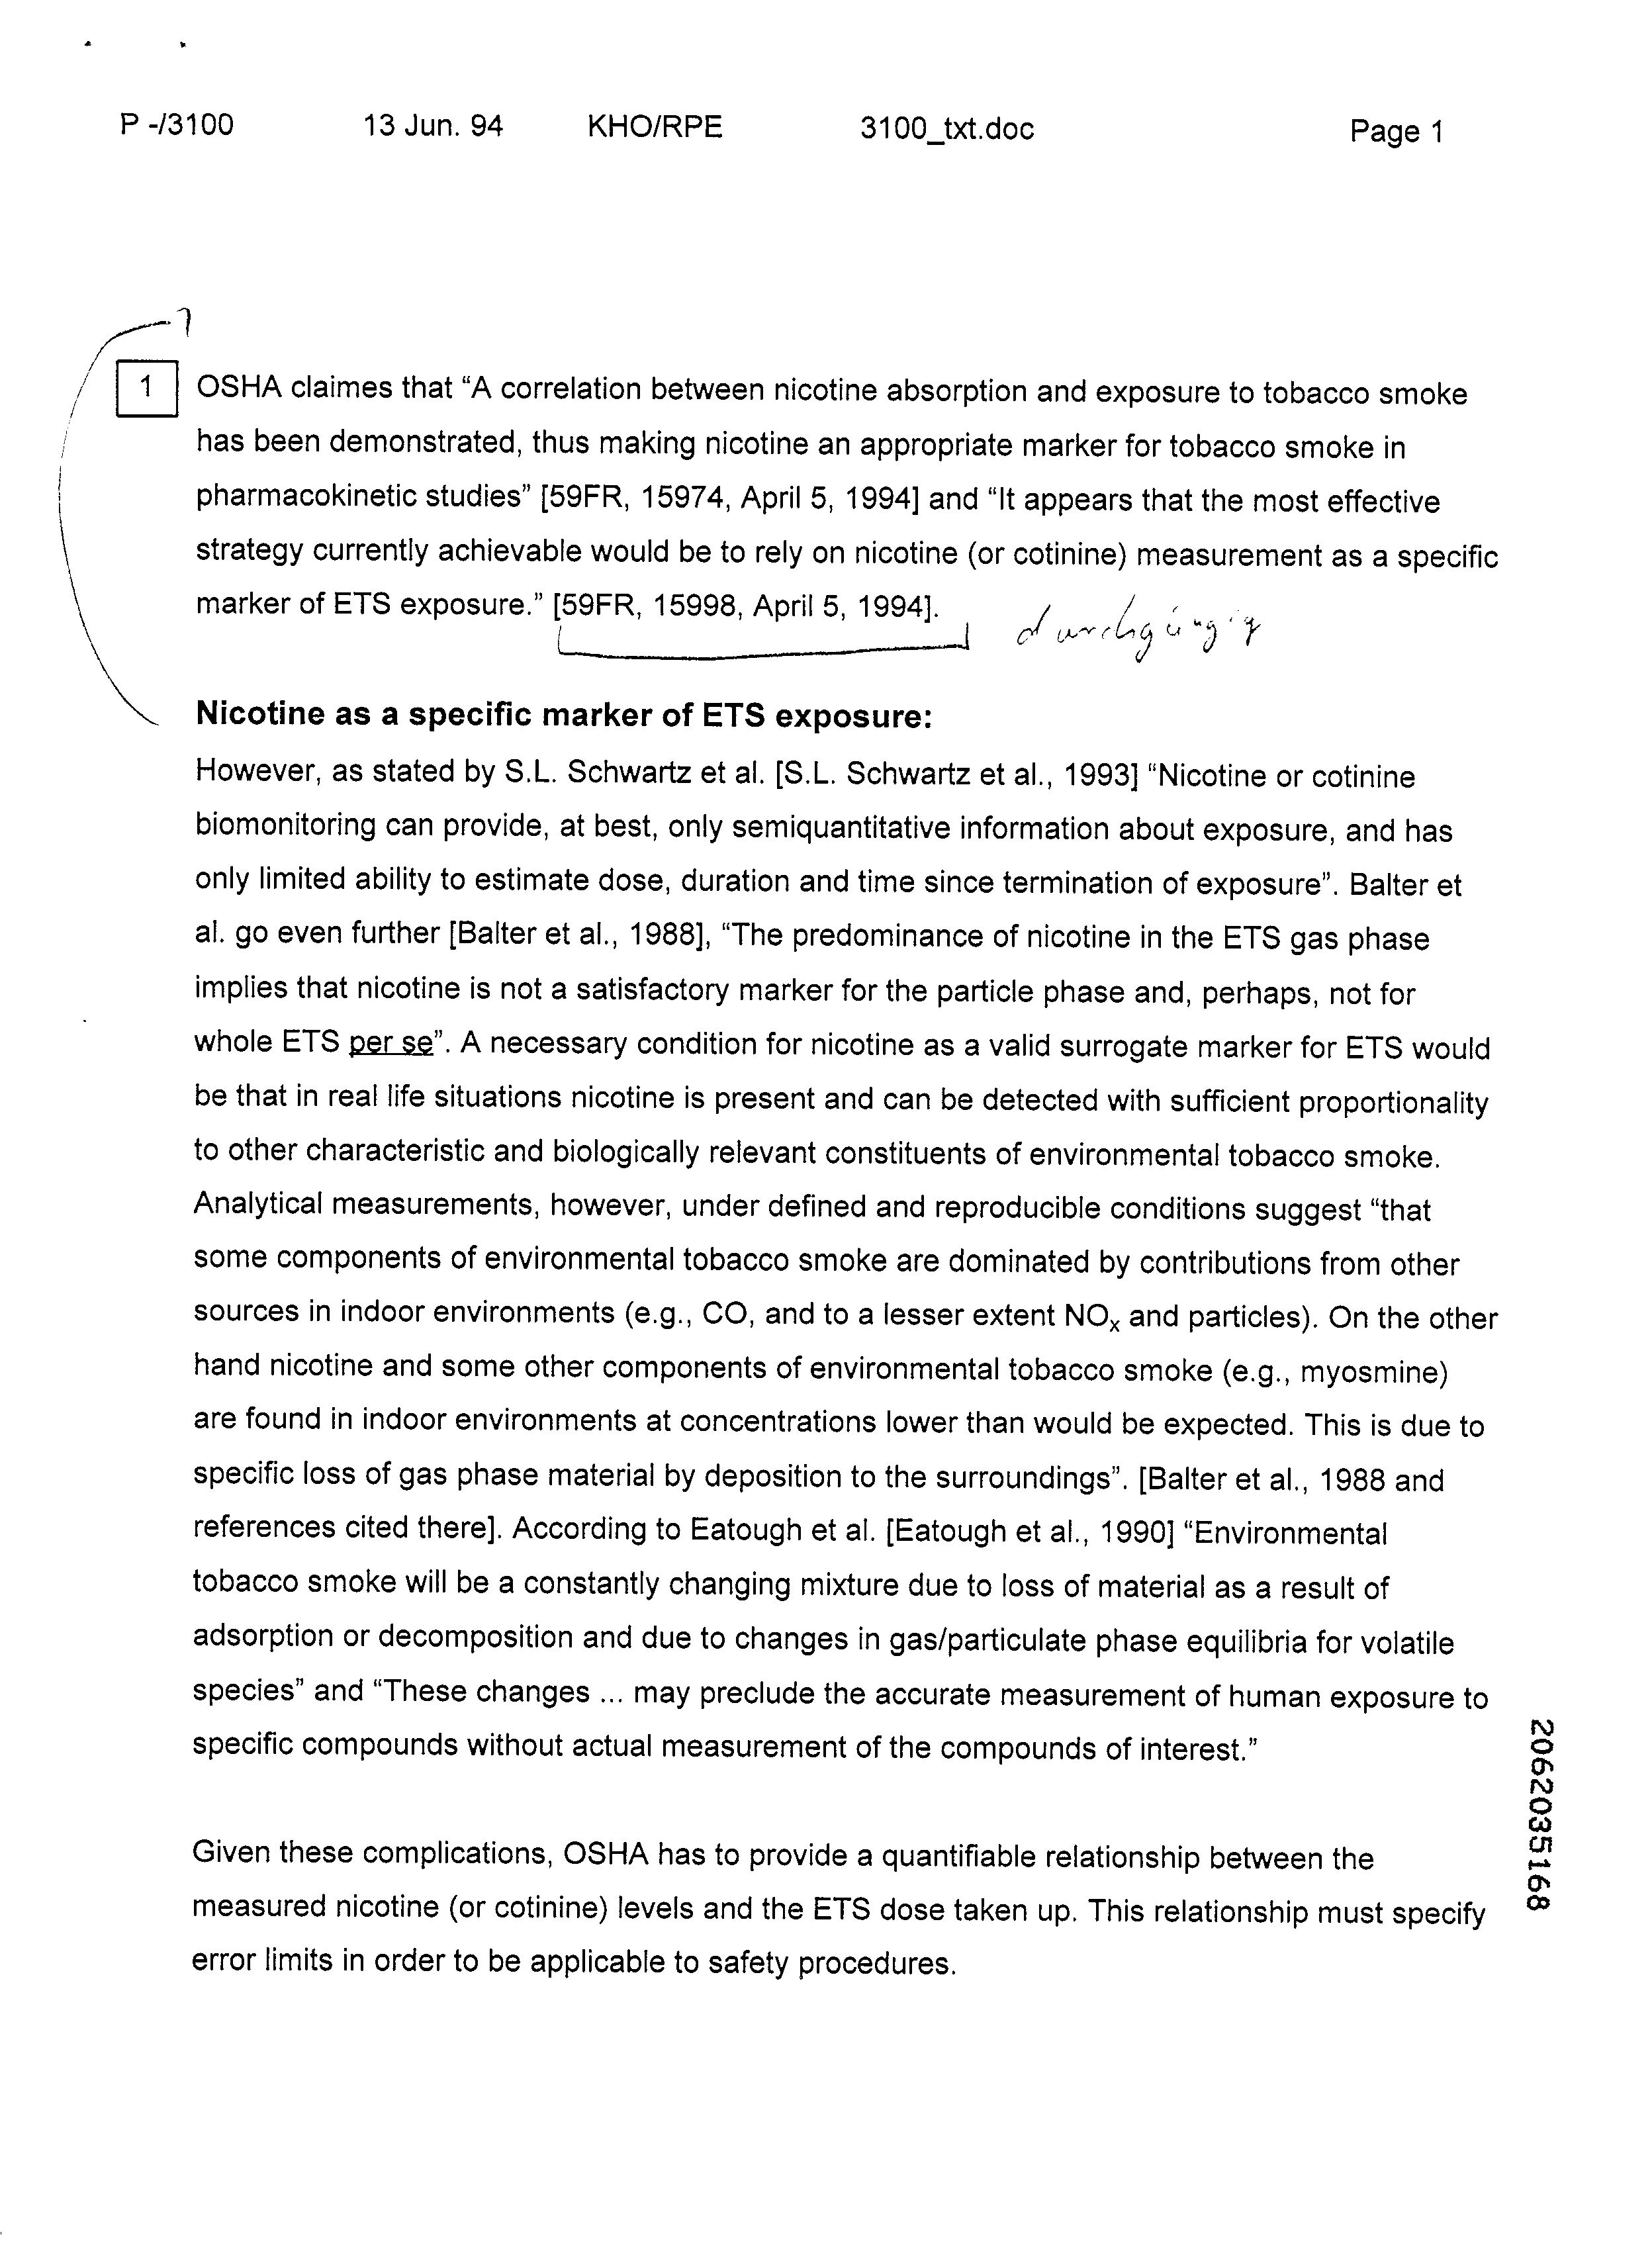 P -/3100 13 Jun. 94 KHO/RPE 3100_txt.doc Page 1
1 OSHA claimes that “A correlation between nicotine absorption and exposure to tobacco smoke
has been demonstrated, thus making nicotine an appropriate marker for tobacco smoke in
pharmacokinetic studies” [59FR, 15974, April 5, 1994] and “It appears that the most effective
strategy currently achievable would be to rely on nicotine (or cotinine) measurement as a specific
marker of ETS exposure.” [59FR, 15998, April 5, 1994].
durchgängig
Nicotine as a specific marker of ETS exposure:
However, as stated by S.L. Schwartz et al. [S.L. Schwartz et al., 1993] “Nicotine or cotinine
biomonitoring can provide, at best, only semiquantitative information about exposure, and has
only limited ability to estimate dose, duration and time since termination of exposure”. Balter et
al. go even further [Balter et al., 1988], “The predominance of nicotine in the ETS gas phase
implies that nicotine is not a satisfactory marker for the particle phase and, perhaps, not for
whole ETS per se”. A necessary condition for nicotine as a valid surrogate marker for ETS would
be that in real life situations nicotine is present and can be detected with sufficient proportionality
to other characteristic and biologically relevant constituents of environmental tobacco smoke.
Analytical measurements, however, under defined and reproducible conditions suggest “that
some components of environmental tobacco smoke are dominated by contributions from other
sources in indoor environments (e.g., CO, and to a lesser extent NOx and particles). On the other
hand nicotine and some other components of environmental tobacco smoke (e.g., myosmine)
are found in indoor environments at concentrations lower than would be expected. This is due to
specific loss of gas phase material by deposition to the surroundings”. [Balter et al., 1988 and
references cited there]. According to Eatough et al. [Eatough et al., 1990] “Environmental
tobacco smoke will be a constantly changing mixture due to loss of material as a result of
adsorption or decomposition and due to changes in gas/particulate phase equilibria for volatile
species” and “These changes ... may preclude the accurate measurement of human exposure to
specific compounds without actual measurement of the compounds of interest.”
Given these complications, OSHA has to provide a quantifiable relationship between the
measured nicotine (or cotinine) levels and the ETS dose taken up. This relationship must specify
error limits in order to be applicable to safety procedures.
2062035168